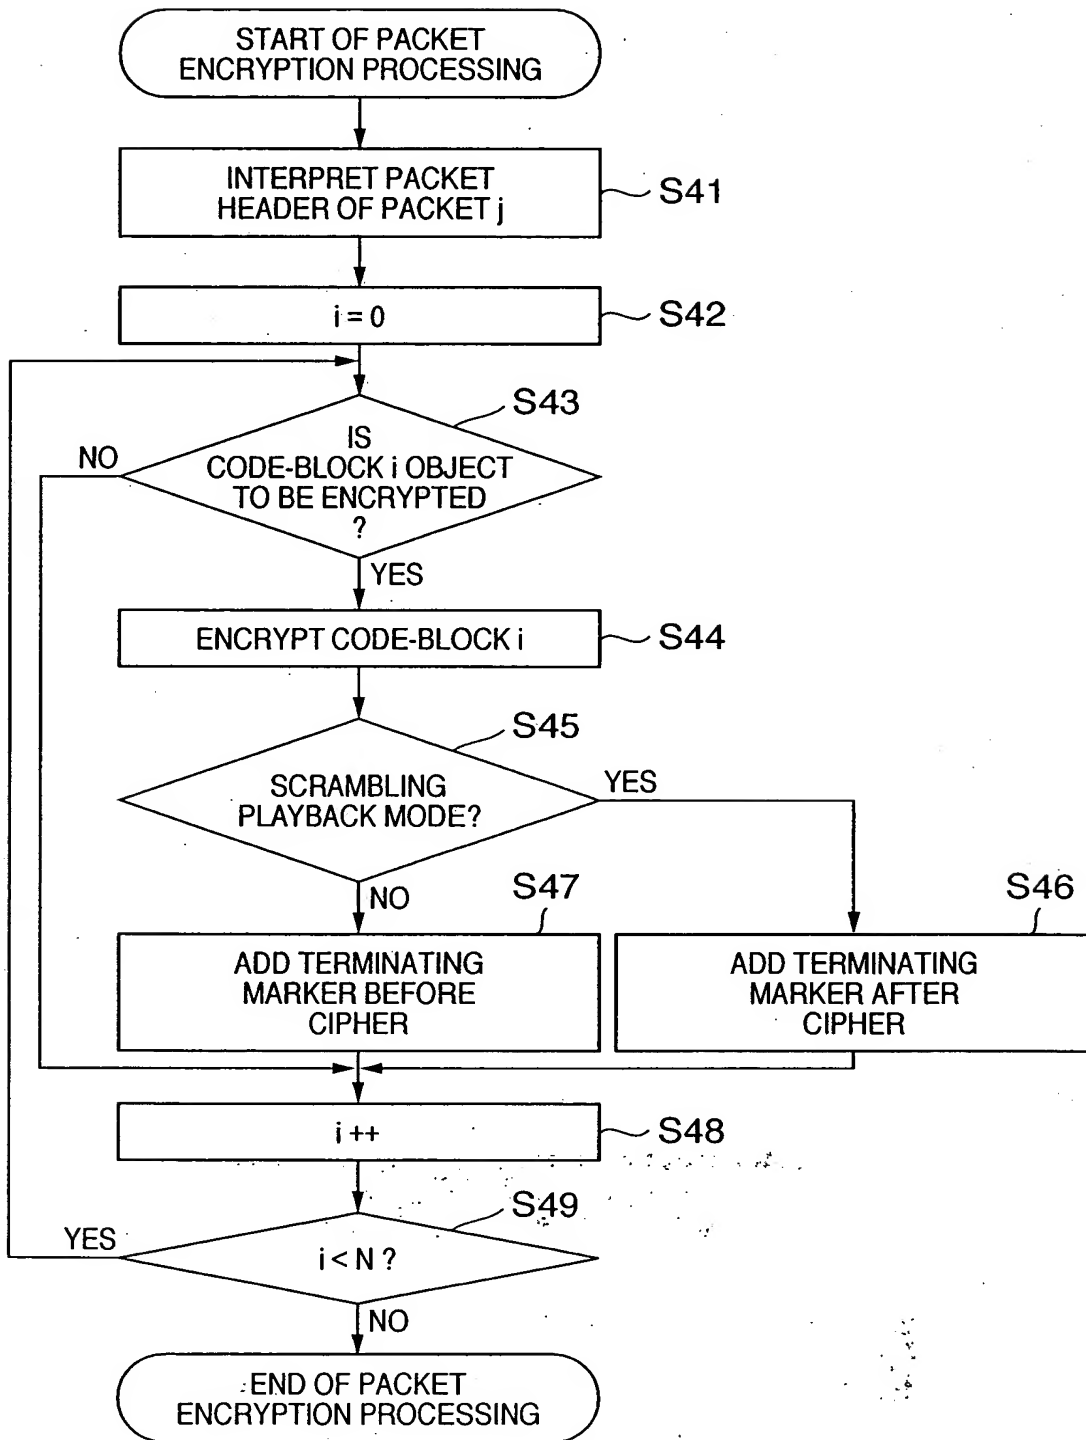 START OF PACKET
ENCRYPTION PROCESSING
INTERPRET PACKET
HEADER OF PACKET j
S41
i = 0
S42
S43
IS
CODE-BLOCK i OBJECT
TO BE ENCRYPTED
?
NO
YES
ENCRYPT CODE-BLOCK i
S44
S45
SCRAMBLING
PLAYBACK MODE?
YES
NO
S47
S46
ADD TERMINATING
MARKER BEFORE
CIPHER
ADD TERMINATING
MARKER AFTER
CIPHER
i ++
S48
S49
YES
i < N ?
NO
END OF PACKET
ENCRYPTION PROCESSING